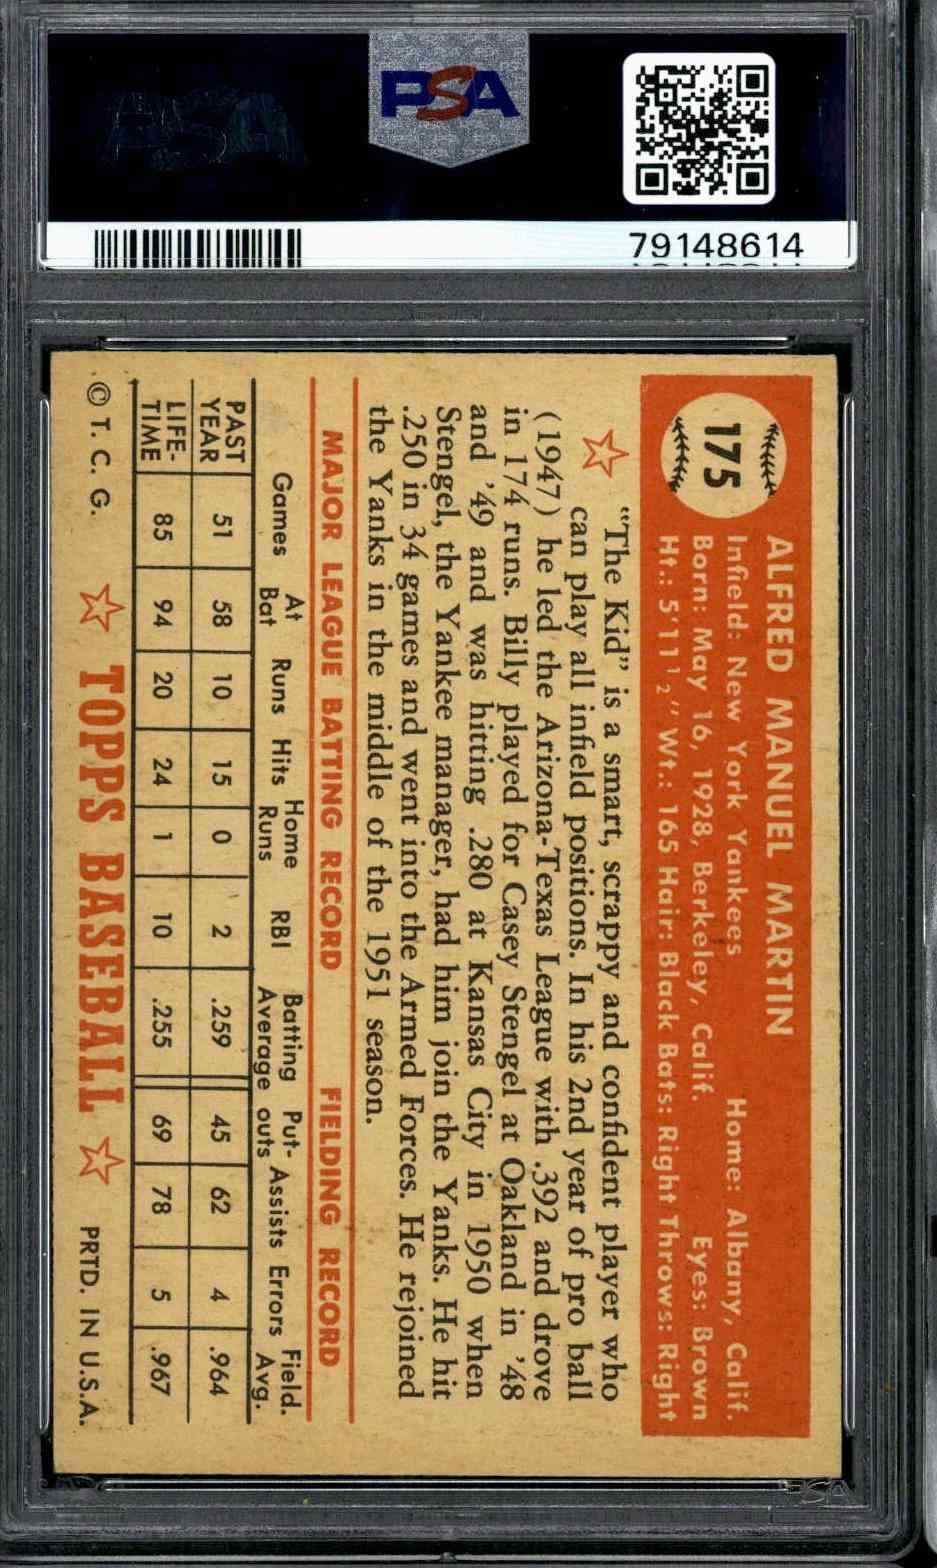 PSA
PSA
79148614
175
ALFRED MANUEL MARTIN
Infield: New York Yankees Home: Albany, Calif.
Born: May 16, 1928, Berkeley, Calif. Eyes: Brown
Ht.: 5'11 1/2" Wt.: 165 Hair: Black Bats: Right Throws: Right
"The Kid" is a smart, scrappy and confident player who
can play all infield positions. In his 2nd year of pro ball
(1947) he led the Arizona-Texas League with .392 and drove
in 174 runs. Billy played for Casey Stengel at Oakland in '48
and '49 and was hitting .280 at Kansas City in 1950 when
Stengel, the Yankee manager, had him join the Yanks. He hit
.250 in 34 games and went into the Armed Forces. He rejoined
the Yanks in the middle of the 1951 season.
MAJOR LEAGUE BATTING RECORD FIELDING RECORD
Games At Bat Runs Hits Home Runs RBI Batting Average Put-outs Assists Errors Field. Avg.
PAST YEAR 51 58 10 15 0 2 .259 45 62 4 .964
LIFE-TIME 85 94 20 24 1 10 .255 69 78 5 .967
© T. C. G. TOPPS BASEBALL PRTD. IN U.S.A.
PSA